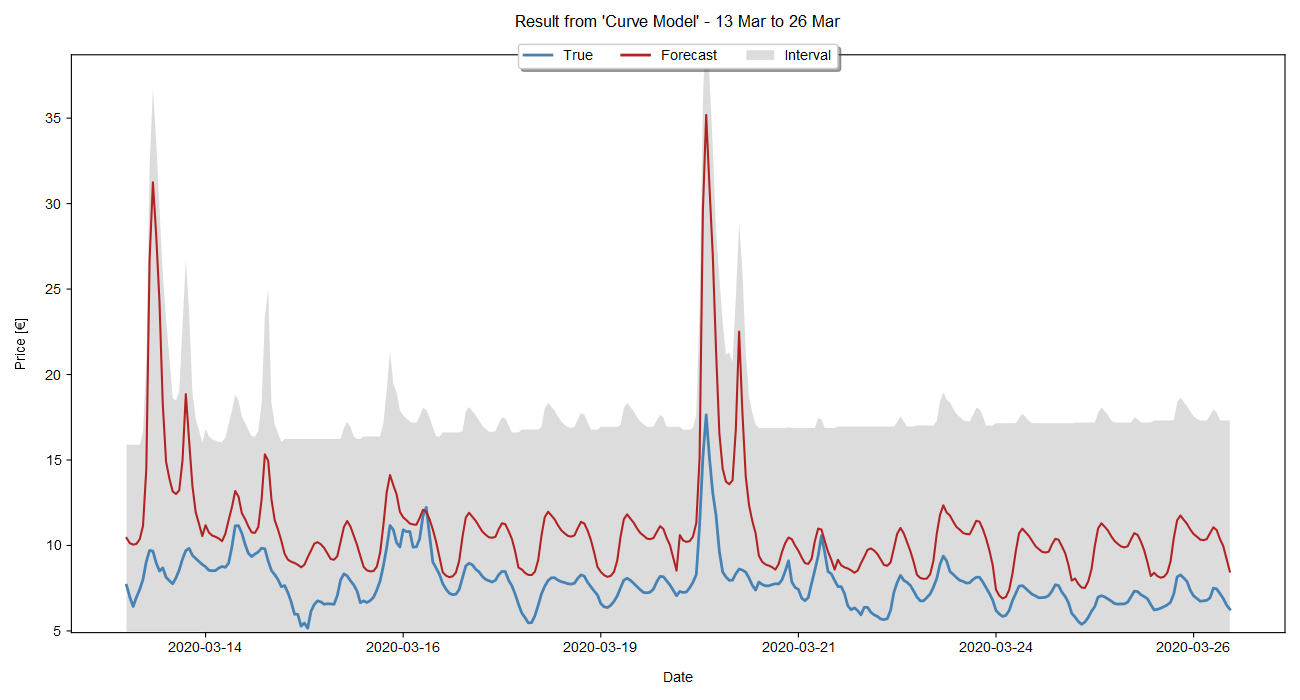 Result from 'Curve Model' - 13 Mar to 26 Mar
True Forecast Interval
35
30
25
20
15
10
5
Price [€]
2020-03-14 2020-03-16 2020-03-19 2020-03-21 2020-03-24 2020-03-26
Date